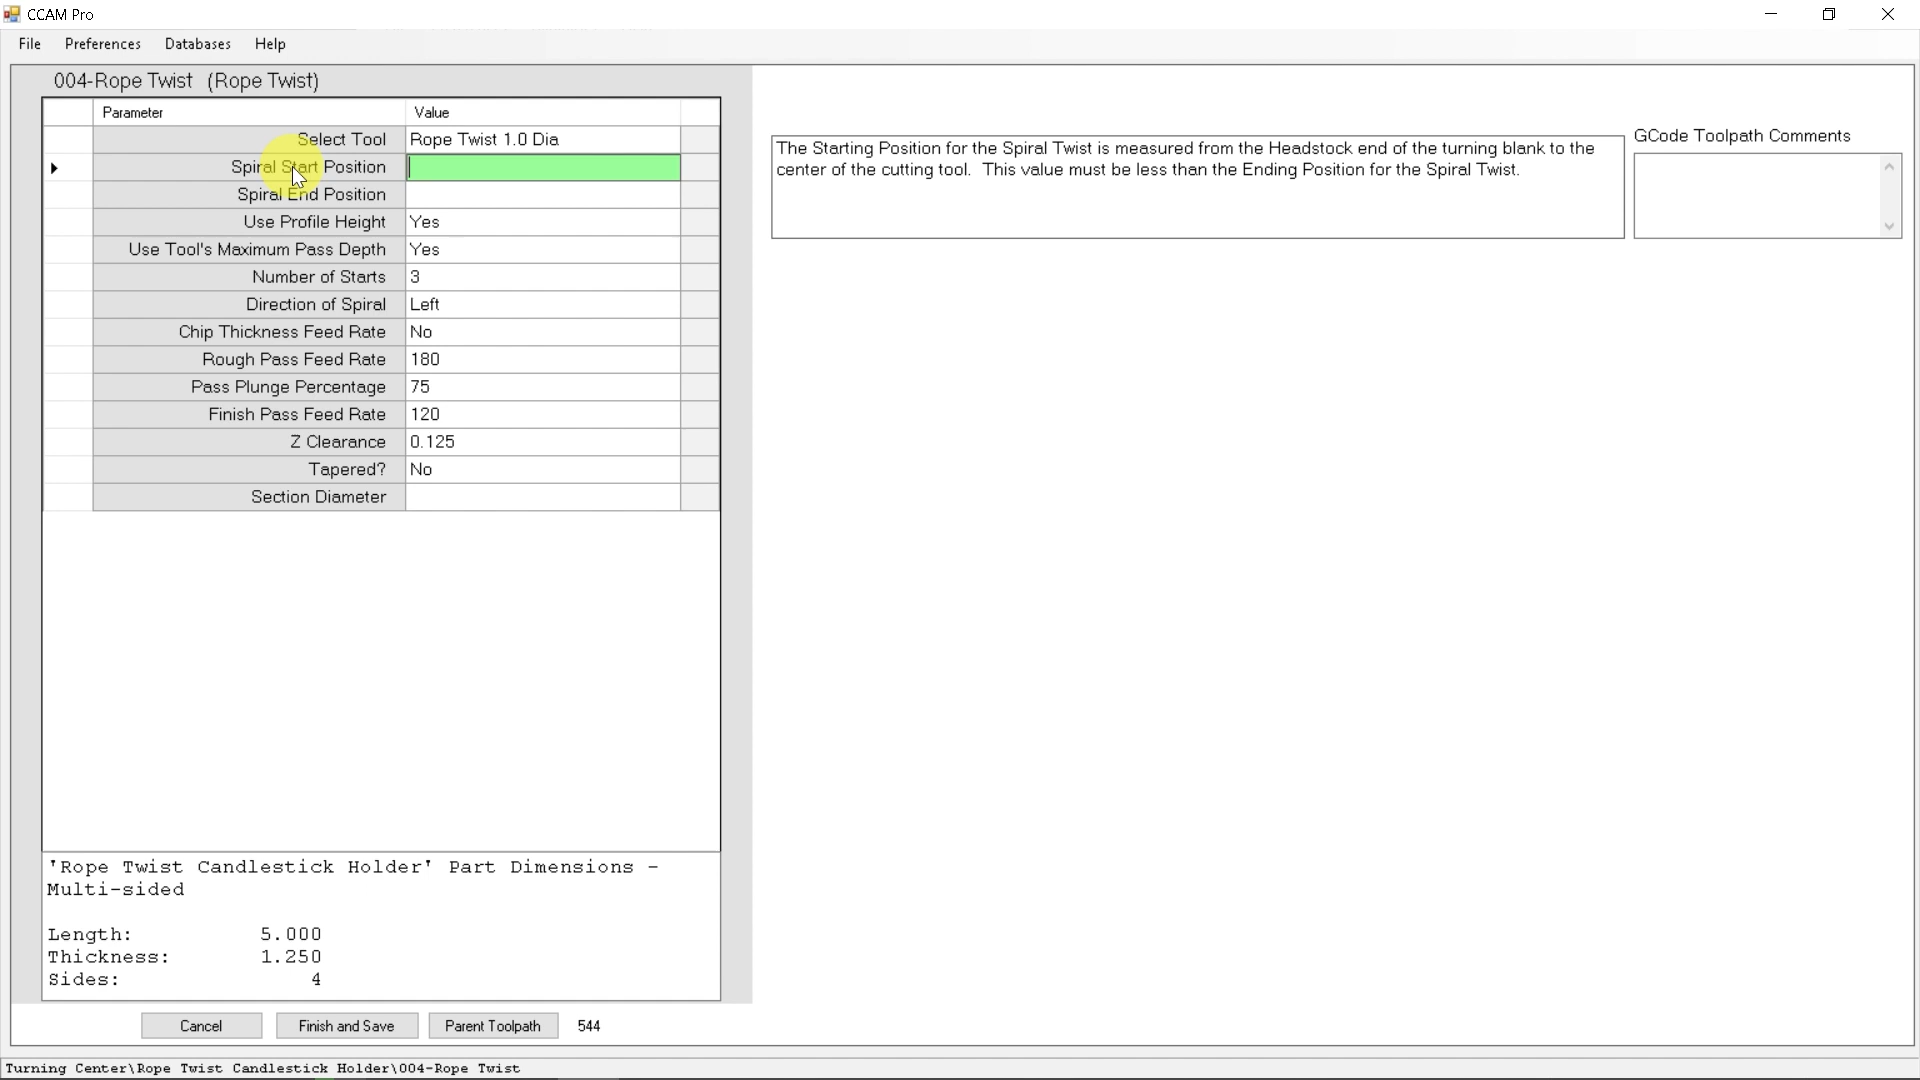 CCAM Pro
File Preferences Databases Help
004-Rope Twist (Rope Twist)
Parameter Value
Select Tool Rope Twist 1.0 Dia
Spiral Start Position
Spiral End Position
Use Profile Height Yes
Use Tool's Maximum Pass Depth Yes
Number of Starts 3
Direction of Spiral Left
Chip Thickness Feed Rate No
Rough Pass Feed Rate 180
Pass Plunge Percentage 75
Finish Pass Feed Rate 120
Z Clearance 0.125
Tapered? No
Section Diameter
'Rope Twist Candlestick Holder' Part Dimensions -
Multi-sided
Length: 5.000
Thickness: 1.250
Sides: 4
Cancel Finish and Save Parent Toolpath 544
The Starting Position for the Spiral Twist is measured from the Headstock end of the turning blank to the
center of the cutting tool. This value must be less than the Ending Position for the Spiral Twist.
GCode Toolpath Comments
Turning Center\Rope Twist Candlestick Holder\004-Rope Twist